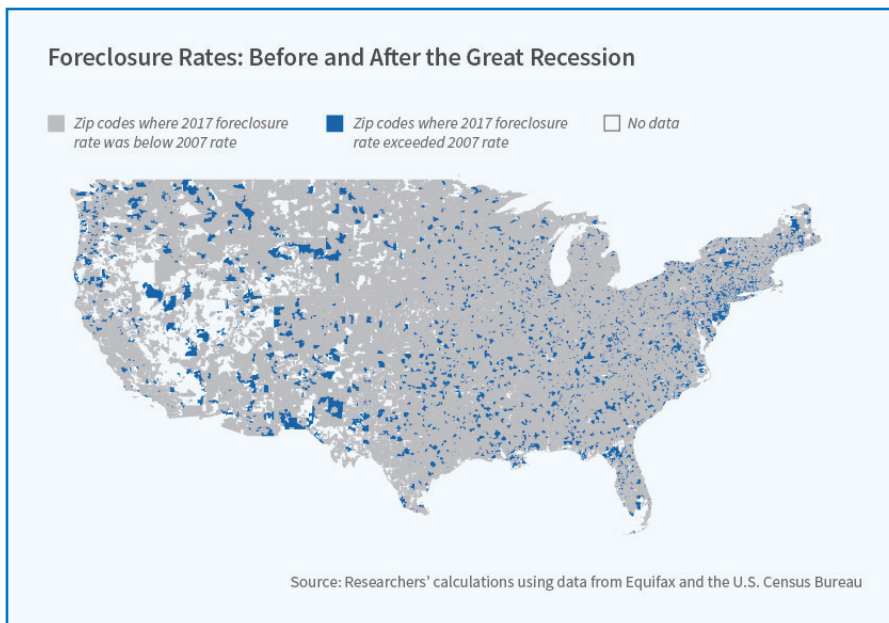 Foreclosure Rates: Before and After the Great Recession
Zip codes where 2017 foreclosure
rate was below 2007 rate
Zip codes where 2017 foreclosure
rate exceeded 2007 rate
No data
Source: Researchers’ calculations using data from Equifax and the U.S. Census Bureau